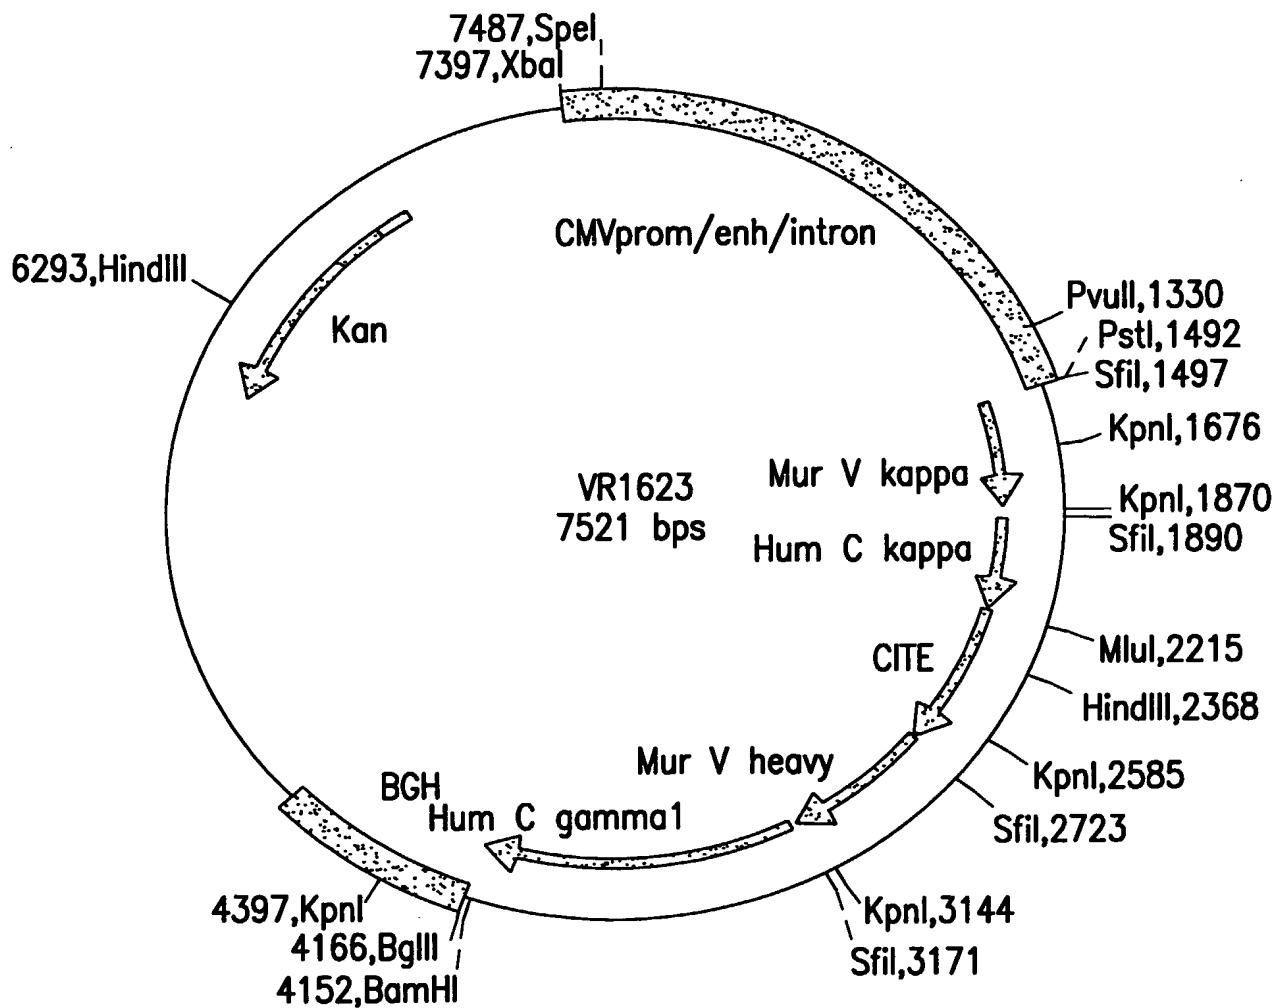 7487,SpeI
7397,XbaI
CMVprom/enh/intron
6293,HindIII
Kan
PvuII,1330
PstI,1492
SfiI,1497
KpnI,1676
Mur V kappa
VR1623
7521 bps
KpnI,1870
SfiI,1890
Hum C kappa
MluI,2215
CITE
HindIII,2368
Mur V heavy
KpnI,2585
BGH
Hum C gamma1
SfiI,2723
4397,KpnI
KpnI,3144
4166,BglII
SfiI,3171
4152,BamHI